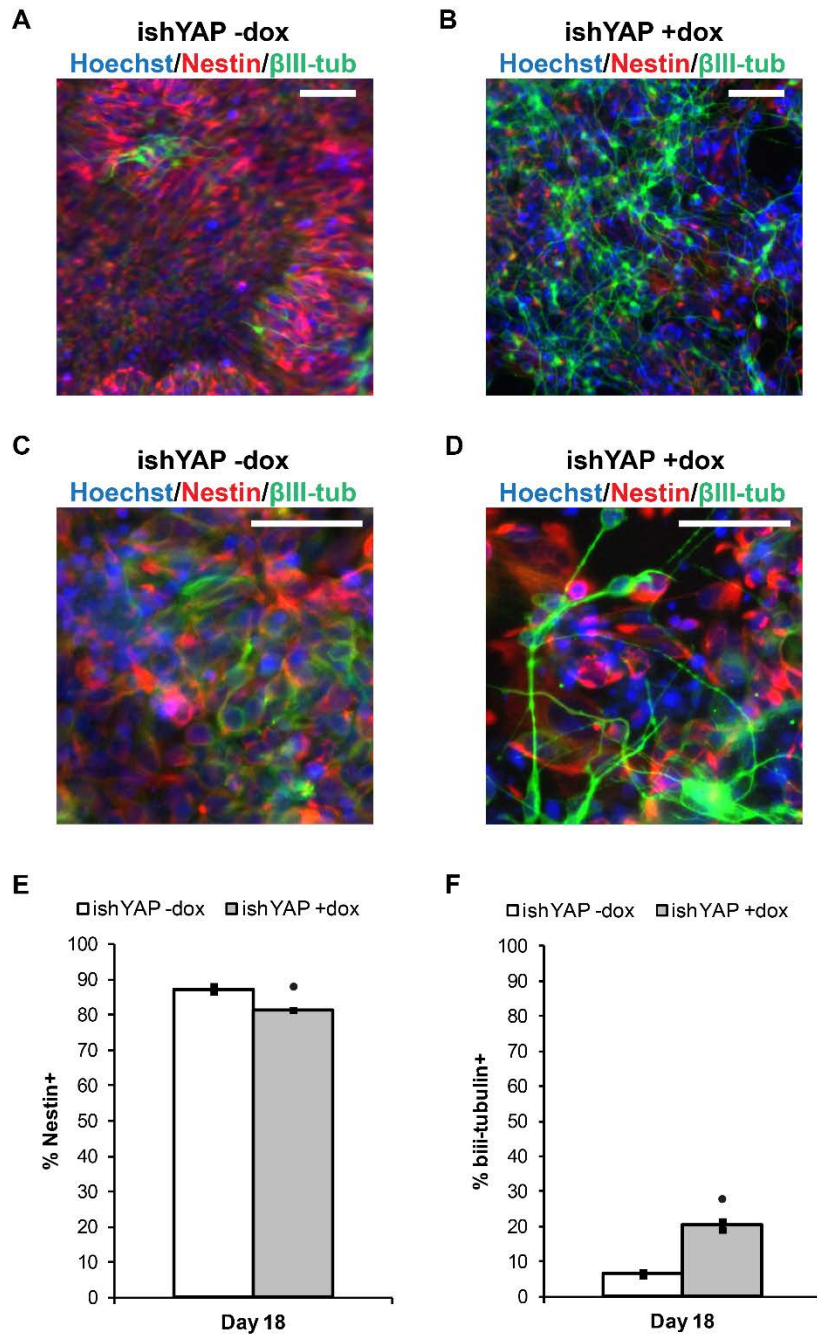 A
ishYAP -dox
Hoechst/Nestin/βIII-tub
B
ishYAP +dox
Hoechst/Nestin/βIII-tub
C
ishYAP -dox
Hoechst/Nestin/βIII-tub
D
ishYAP +dox
Hoechst/Nestin/βIII-tub
E
ishYAP -dox ishYAP +dox
% Nestin+
100
90
80
70
60
50
40
30
20
10
0
Day 18
F
ishYAP -dox ishYAP +dox
% biii-tubulin+
100
90
80
70
60
50
40
30
20
10
0
Day 18